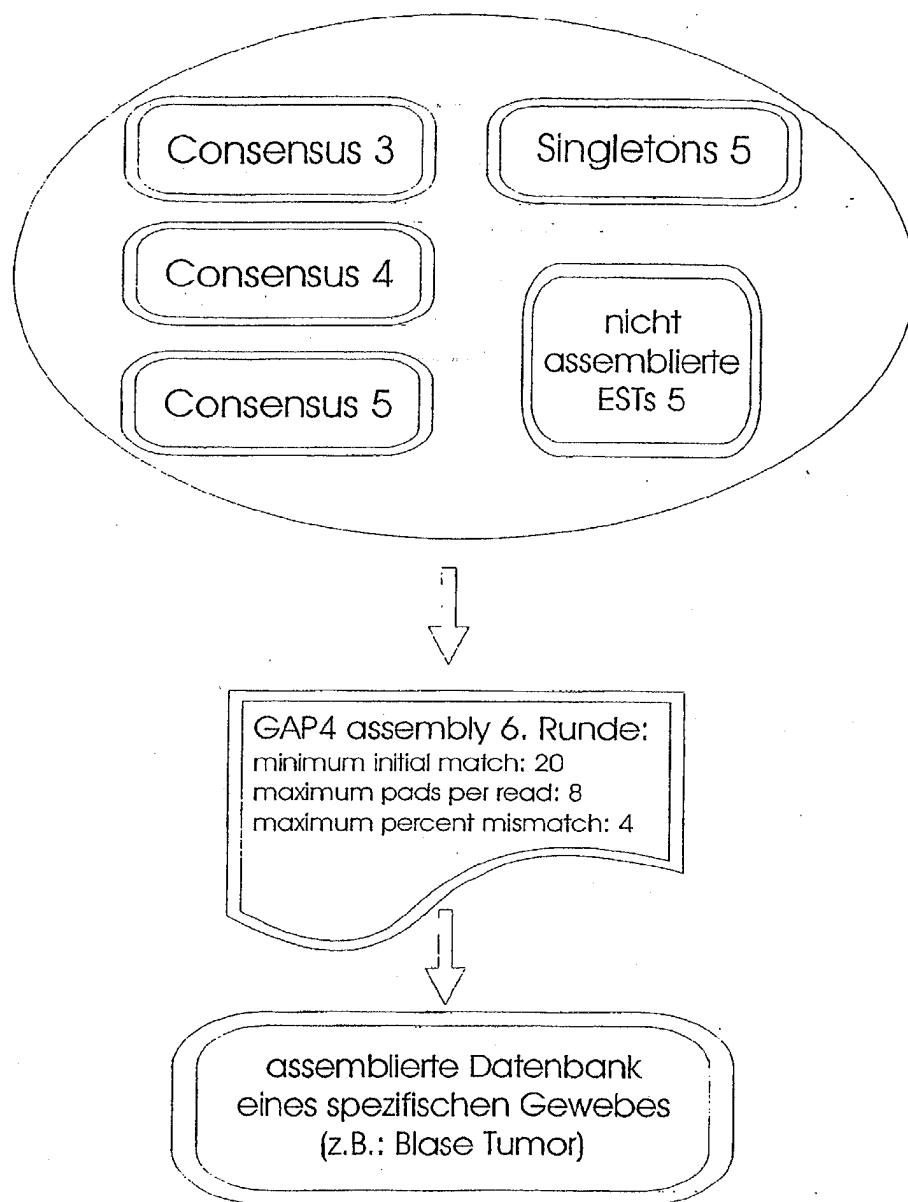 Consensus 3
Singletons 5
Consensus 4
nicht
assemblierte
ESTs 5
Consensus 5
GAP4 assembly 6. Runde:
minimum initial match: 20
maximum pads per read: 8
maximum percent mismatch: 4
assemblierte Datenbank
eines spezifischen Gewebes
(z.B.: Blase Tumor)